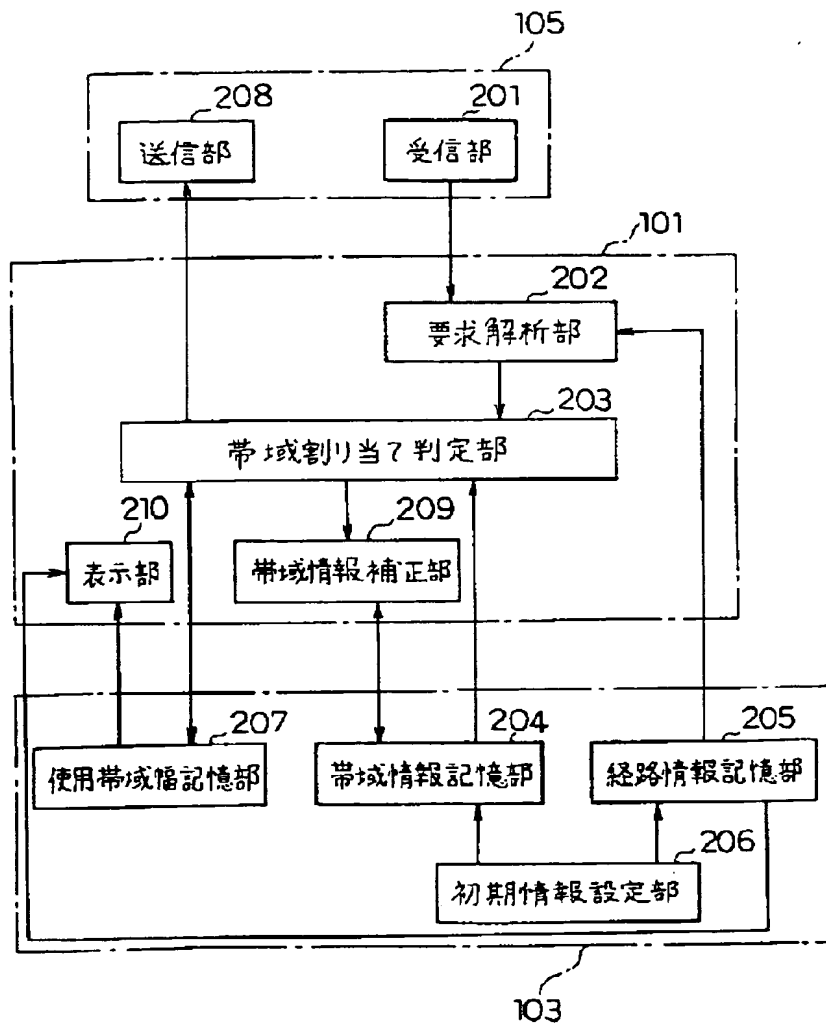 105
208
201
送信部
受信部
101
202
要求解析部
203
帯域割り当て判定部
210
209
表示部
帯域情報補正部
207
204
205
使用帯域幅記憶部
帯域情報記憶部
経路情報記憶部
206
初期情報設定部
103